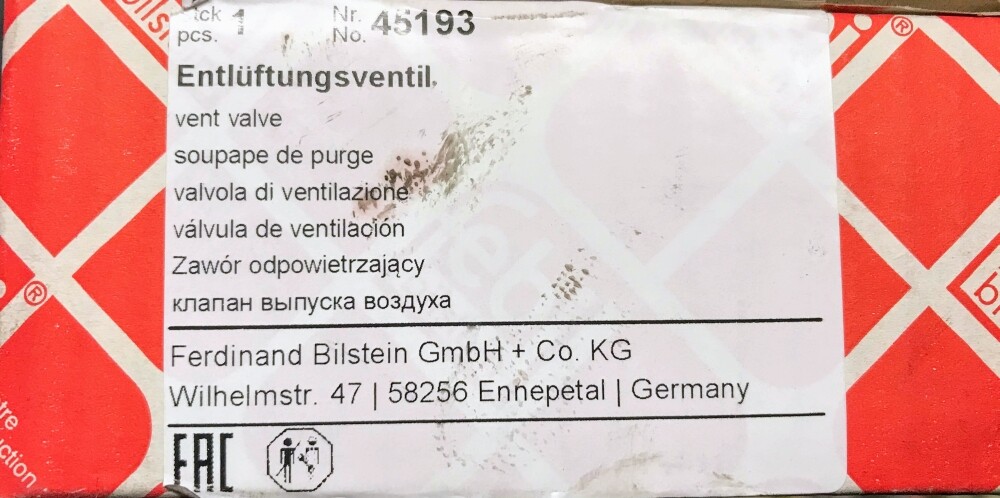 pcs. 1 Nr. No. 45193
Entlüftungsventil
vent valve
soupape de purge
valvola di ventilazione
válvula de ventilación
Zawór odpowietrzający
клапан выпуска воздуха
Ferdinand Bilstein GmbH + Co. KG
Wilhelmstr. 47 | 58256 Ennepetal | Germany
EAC